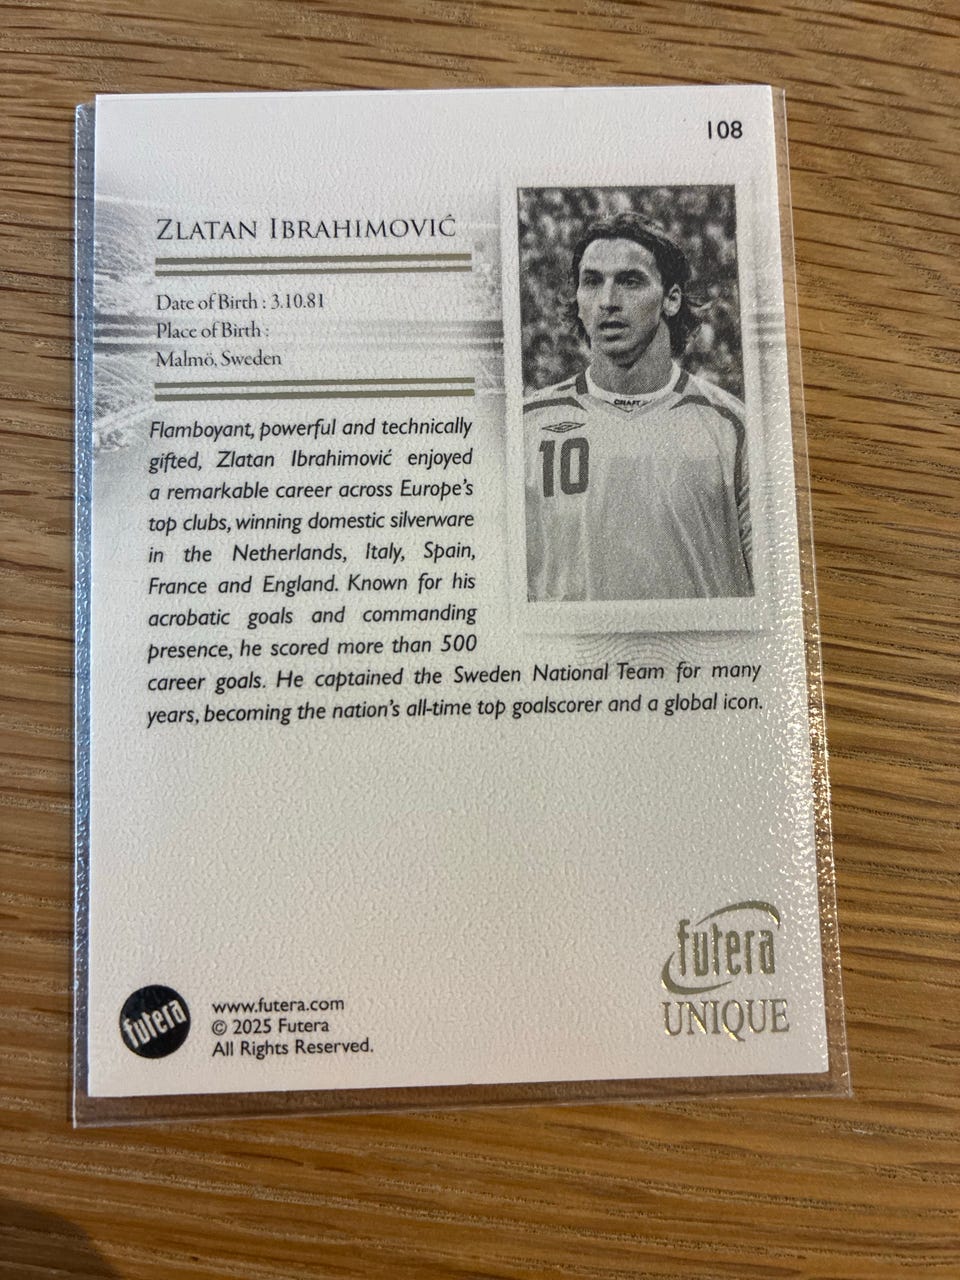 108
ZLATAN IBRAHIMOVIĆ
Date of Birth : 3.10.81
Place of Birth :
Malmö, Sweden
Flamboyant, powerful and technically
gifted, Zlatan Ibrahimović enjoyed
a remarkable career across Europe's
top clubs, winning domestic silverware
in the Netherlands, Italy, Spain,
France and England. Known for his
acrobatic goals and commanding
presence, he scored more than 500
career goals. He captained the Sweden National Team for many
years, becoming the nation's all-time top goalscorer and a global icon.
CRAFT
10
futera
UNIQUE
futera
www.futera.com
© 2025 Futera
All Rights Reserved.